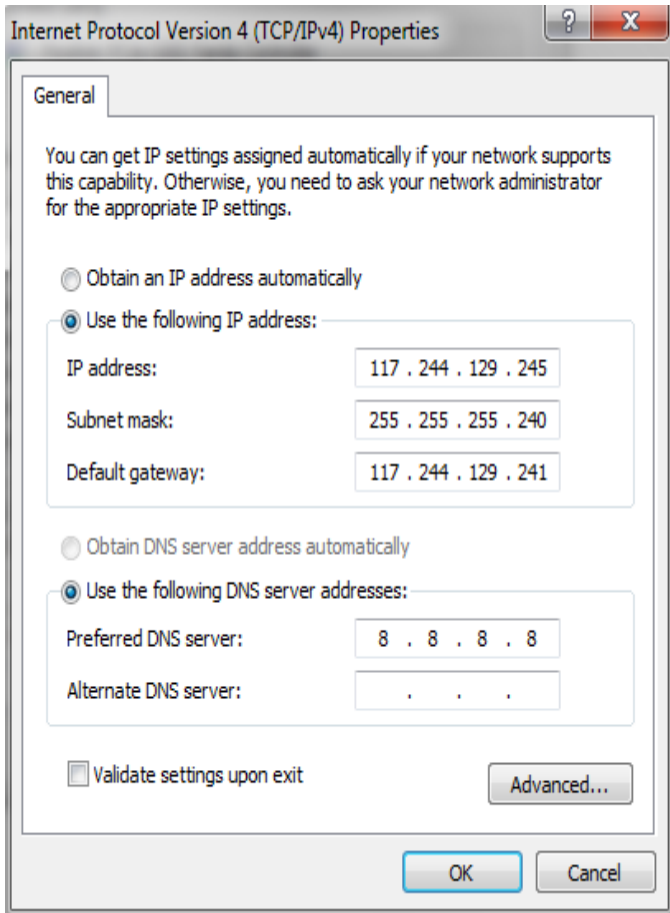 Internet Protocol Version 4 (TCP/IPv4) Properties
? X
General
You can get IP settings assigned automatically if your network supports
this capability. Otherwise, you need to ask your network administrator
for the appropriate IP settings.
Obtain an IP address automatically
Use the following IP address:
IP address: 117 . 244 . 129 . 245
Subnet mask: 255 . 255 . 255 . 240
Default gateway: 117 . 244 . 129 . 241
Obtain DNS server address automatically
Use the following DNS server addresses:
Preferred DNS server: 8 . 8 . 8 . 8
Alternate DNS server: . . .
Validate settings upon exit
Advanced...
OK Cancel